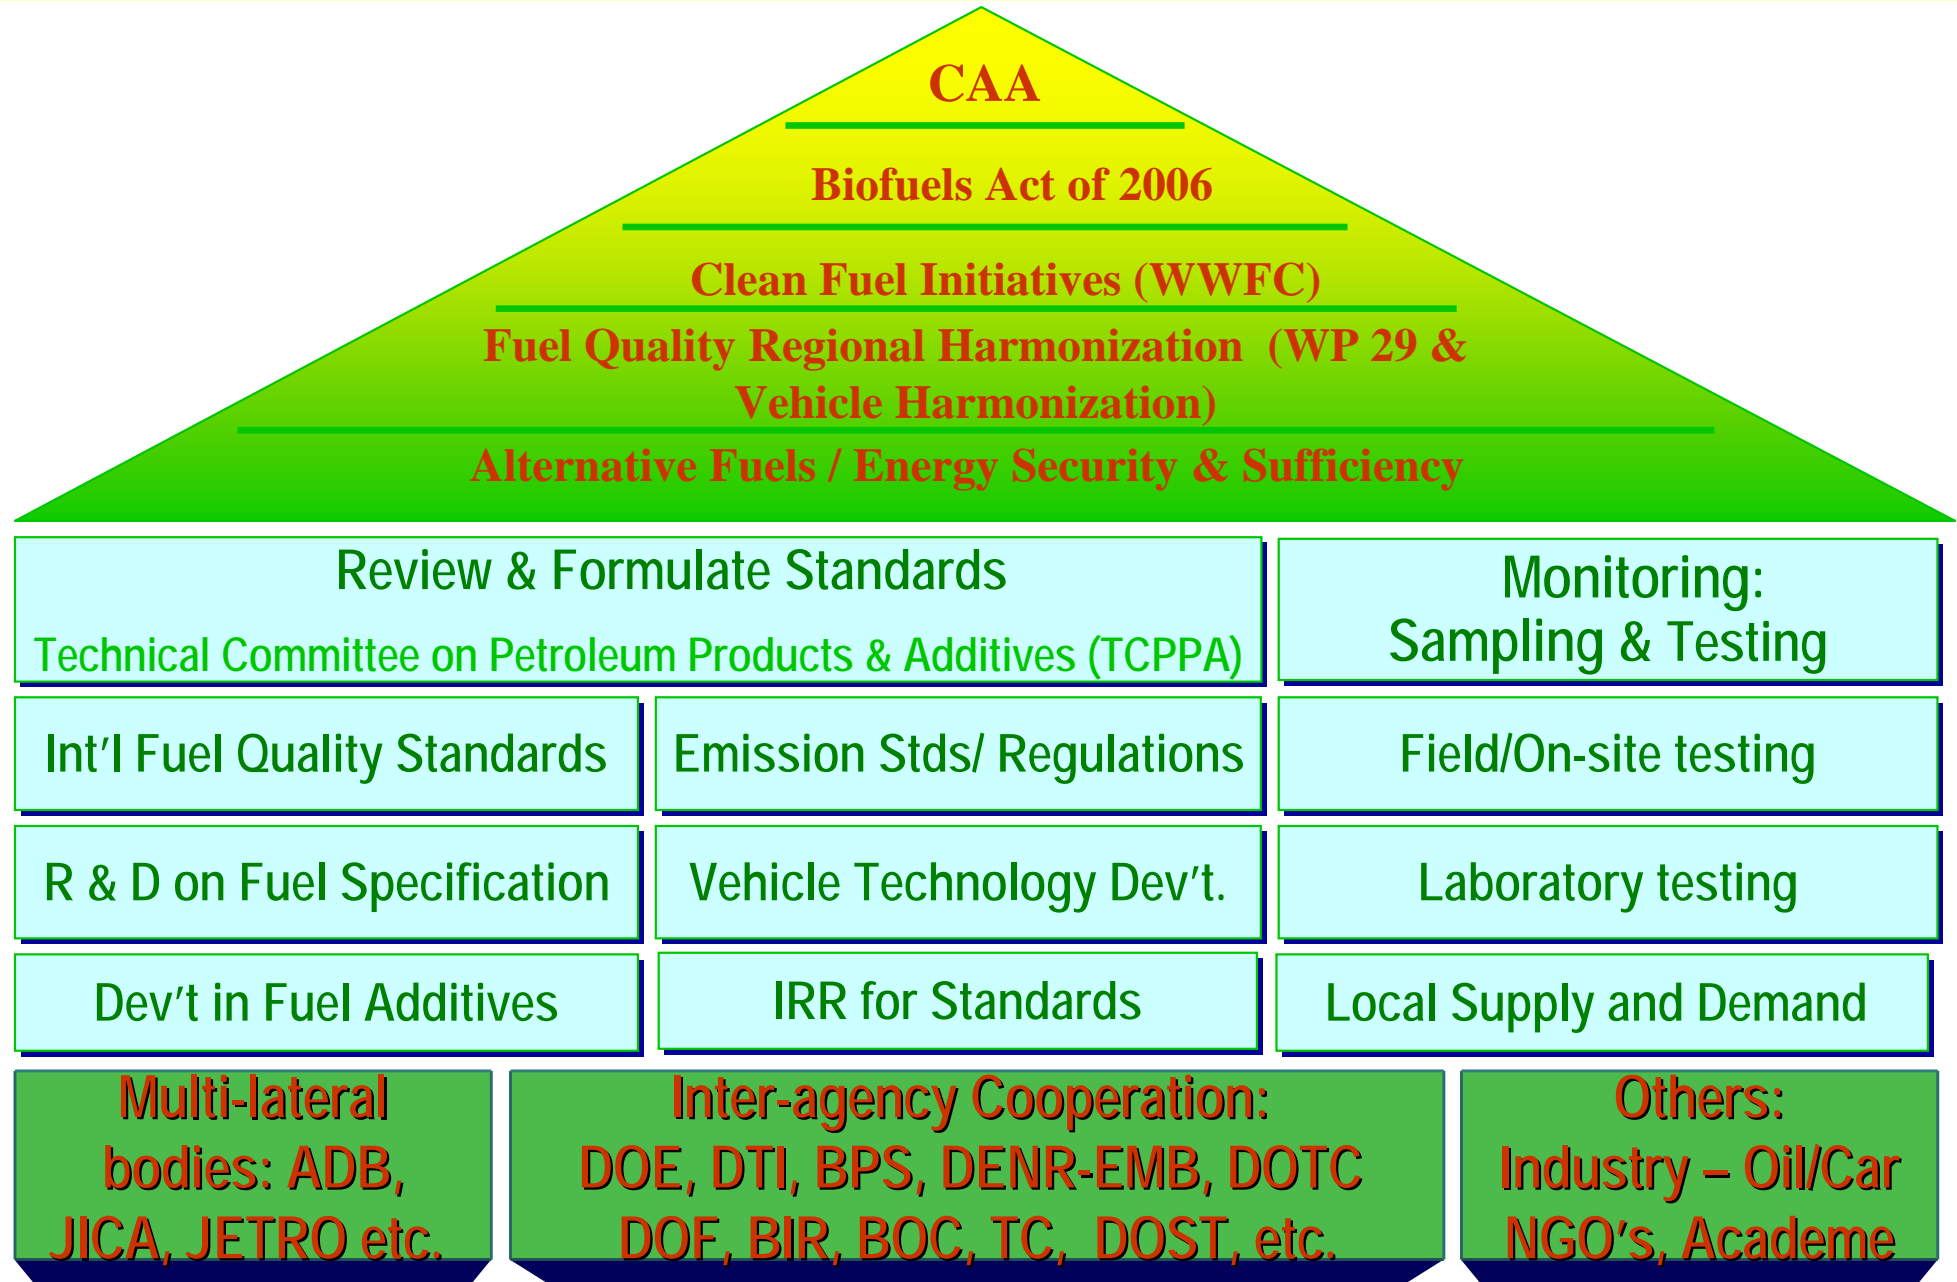 CAA
Biofuels Act of 2006
Clean Fuel Initiatives (WWFC)
Fuel Quality Regional Harmonization (WP 29 &
Vehicle Harmonization)
Alternative Fuels / Energy Security & Sufficiency
Review & Formulate Standards
Technical Committee on Petroleum Products & Additives (TCPPA)
Monitoring:
Sampling & Testing
Int'l Fuel Quality Standards
Emission Stds/ Regulations
Field/On-site testing
R & D on Fuel Specification
Vehicle Technology Dev't.
Laboratory testing
Dev't in Fuel Additives
IRR for Standards
Local Supply and Demand
Multi-lateral
bodies: ADB,
JICA, JETRO etc.
Inter-agency Cooperation:
DOE, DTI, BPS, DENR-EMB, DOTC
DOF, BIR, BOC, TC, DOST, etc.
Others:
Industry – Oil/Car
NGO's, Academe